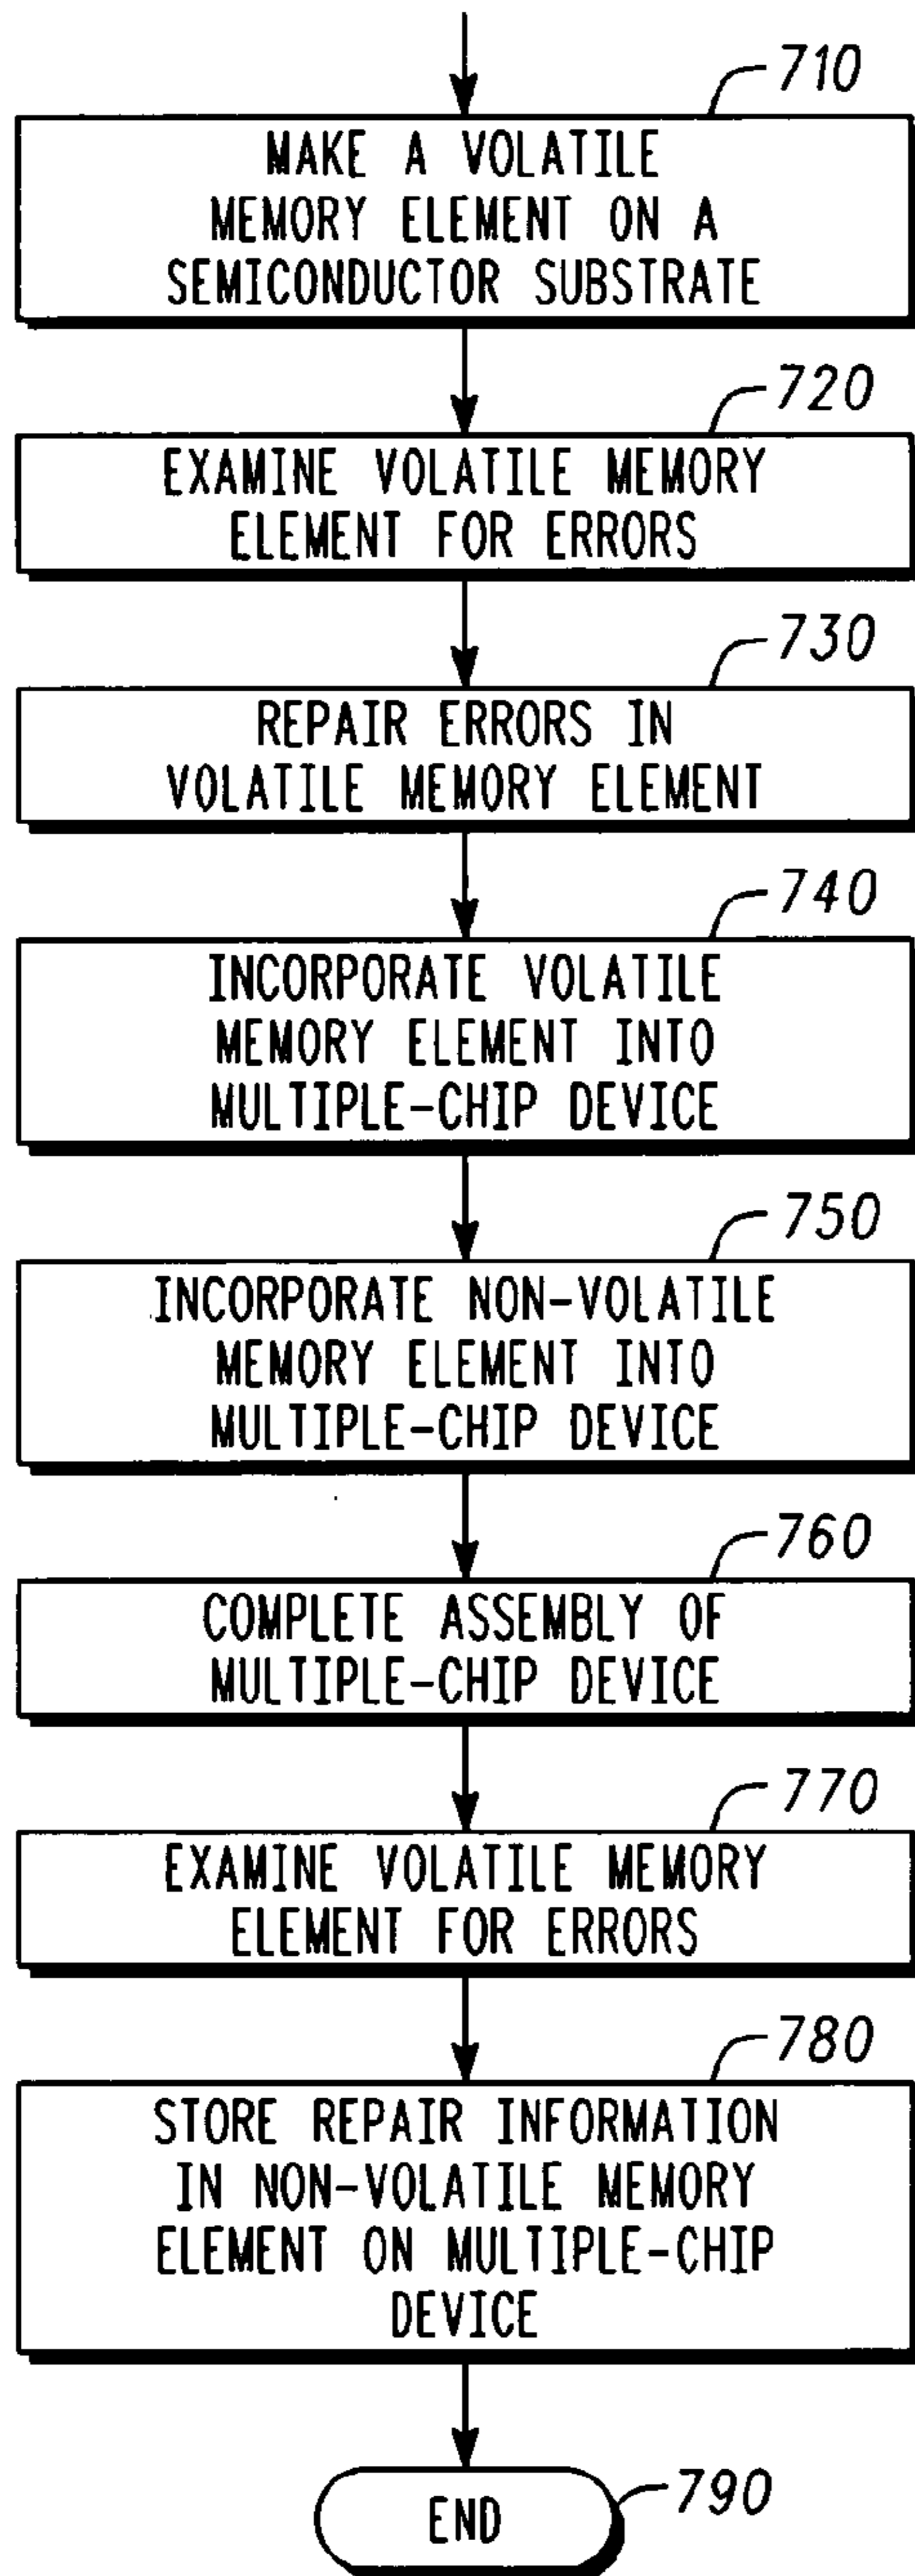 710
MAKE A VOLATILE
MEMORY ELEMENT ON A
SEMICONDUCTOR SUBSTRATE
720
EXAMINE VOLATILE MEMORY
ELEMENT FOR ERRORS
730
REPAIR ERRORS IN
VOLATILE MEMORY ELEMENT
740
INCORPORATE VOLATILE
MEMORY ELEMENT INTO
MULTIPLE-CHIP DEVICE
750
INCORPORATE NON-VOLATILE
MEMORY ELEMENT INTO
MULTIPLE-CHIP DEVICE
760
COMPLETE ASSEMBLY OF
MULTIPLE-CHIP DEVICE
770
EXAMINE VOLATILE MEMORY
ELEMENT FOR ERRORS
780
STORE REPAIR INFORMATION
IN NON-VOLATILE MEMORY
ELEMENT ON MULTIPLE-CHIP
DEVICE
END 790